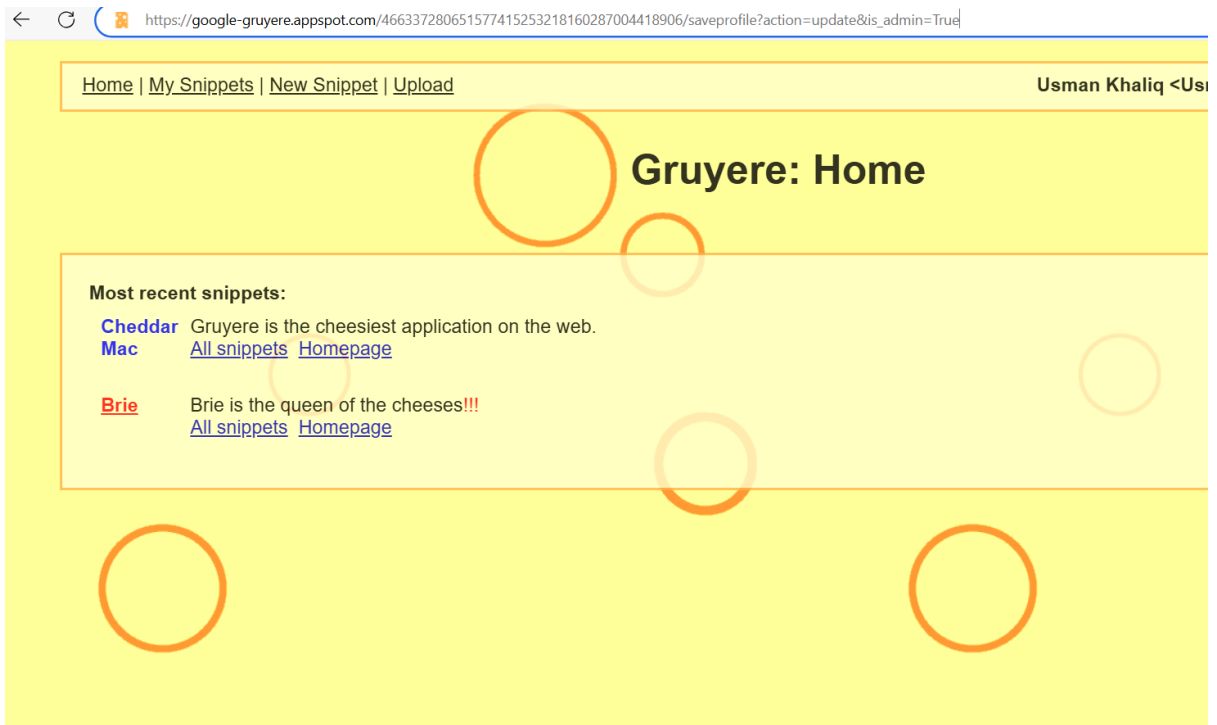 https://google-gruyere.appspot.com/466337280651577415253218160287004418906/saveprofile?action=update&is_admin=True
Home | My Snippets | New Snippet | Upload
Usman Khaliq <Usr
Gruyere: Home
Most recent snippets:
Cheddar Gruyere is the cheesiest application on the web.
Mac All snippets Homepage
Brie Brie is the queen of the cheeses!!!
All snippets Homepage